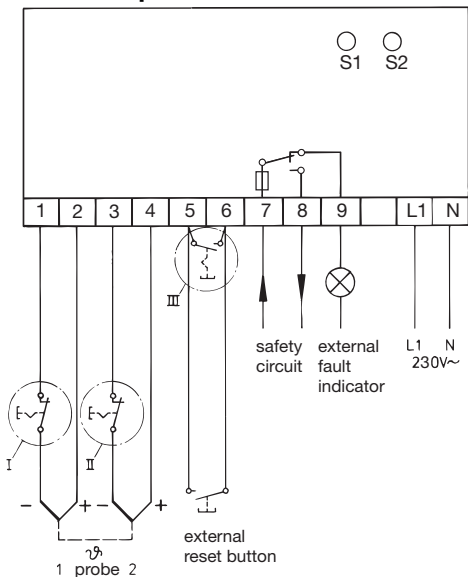 S1 S2
1 2 3 4 5 6 7 8 9 L1 N
III
safety circuit
external fault indicator
L1 N
230V~
I
II
- + - +
external reset button
ϑ
1 probe 2